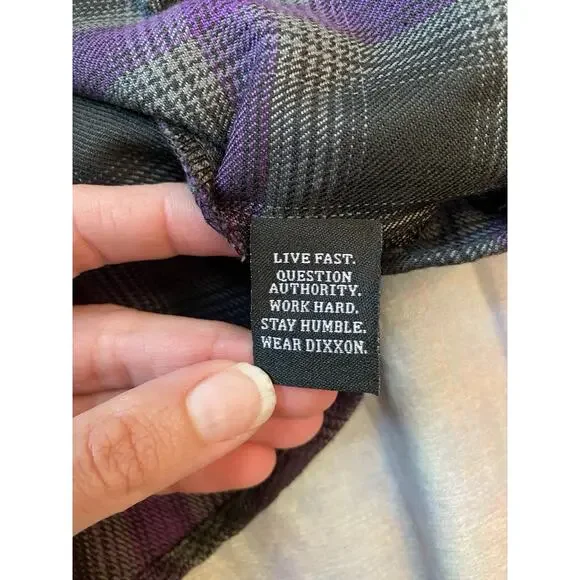 LIVE FAST.
QUESTION
AUTHORITY.
WORK HARD.
STAY HUMBLE.
WEAR DIXXON.